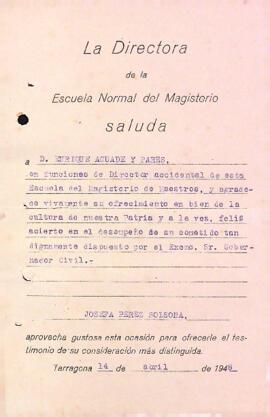 La Directora
de la
Escuela Normal del Magisterio
saluda
a D. ENRIQUE AGUADE Y PARES,
en funciones de Director accidental de esta
Escuela del Magisterio de Maestros, y agrade-
ce vivamente su ofrecimiento en bien de la
cultura de nuestra Patria y a la vez, feliz
acierto en el desempeño de su cometido tan
dignamente dispuesto por el Excmo. Sr. Gober-
nador Civil.-
JOSEFA PERES SOLSONA,
aprovecha gustosa esta ocasión para ofrecerle el tes-
timonio de su consideración más distinguida.
Tarragona 14 de abril de 1948